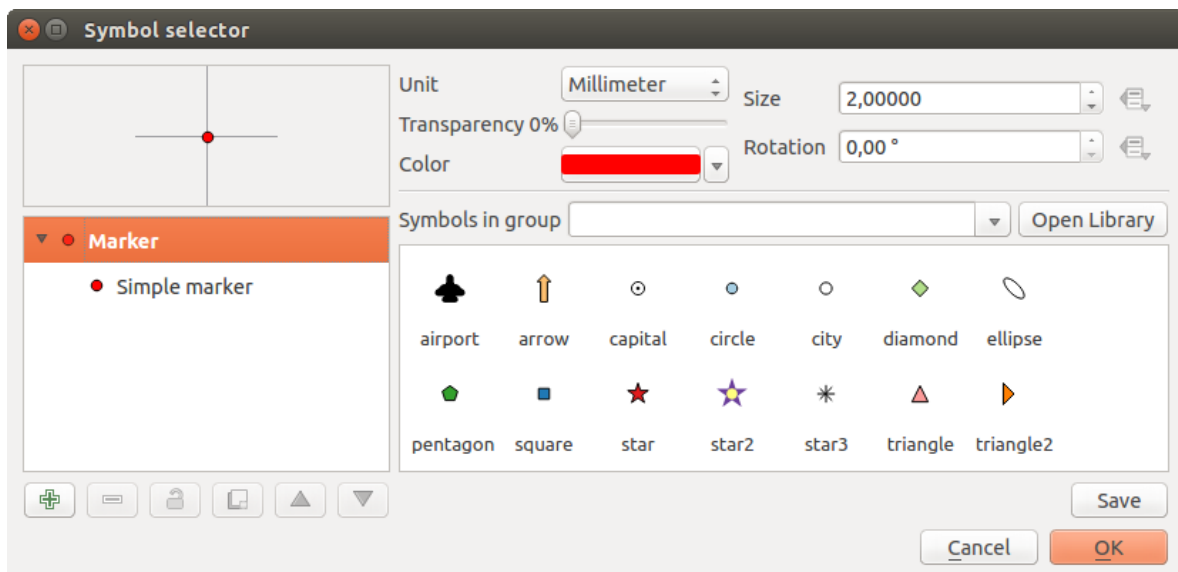 Symbol selector
Unit Millimeter Size 2,00000
Transparency 0%
Color Rotation 0,00 °
Symbols in group Open Library
Marker
Simple marker
airport arrow capital circle city diamond ellipse
pentagon square star star2 star3 triangle triangle2
Save
Cancel OK